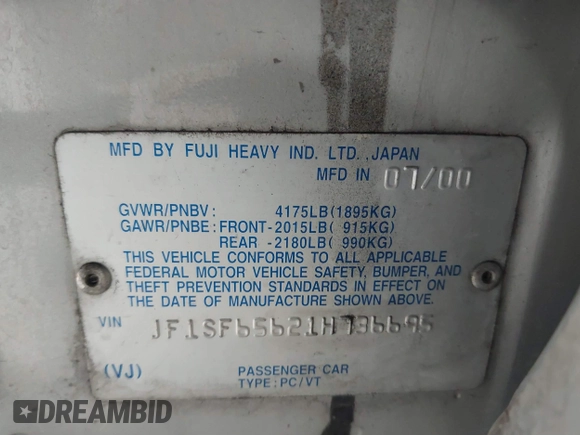 MFD BY FUJI HEAVY IND. LTD., JAPAN
MFD IN 07/00
GVWR/PNBV: 4175LB(1895KG)
GAWR/PNBE: FRONT-2015LB( 915KG)
REAR -2180LB( 990KG)
THIS VEHICLE CONFORMS TO ALL APPLICABLE
FEDERAL MOTOR VEHICLE SAFETY, BUMPER, AND
THEFT PREVENTION STANDARDS IN EFFECT ON
THE DATE OF MANUFACTURE SHOWN ABOVE.
VIN JF1SF65621H736695
(VJ) PASSENGER CAR
TYPE: PC/VT
DREAMBID